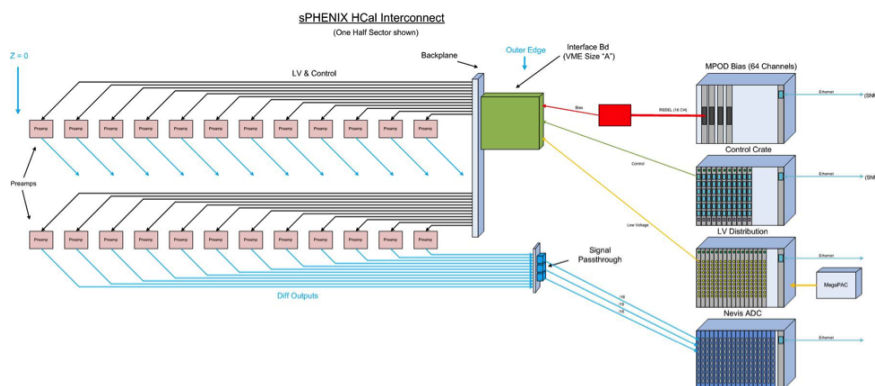 sPHENIX HCal Interconnect
(One Half Sector shown)
Z = 0
LV & Control
Backplane
Outer Edge
Interface Bd
(VME Size "A")
MPOD Bias (64 Channels)
Ethernet
Bias
Preamp Preamp Preamp Preamp Preamp Preamp Preamp Preamp Preamp Preamp Preamp
Control Crate
Control
Ethernet
Preamps
LV Distribution
Preamp Preamp Preamp Preamp Preamp Preamp Preamp Preamp Preamp Preamp Preamp
Low Voltage
Signal
Passthrough
Ethernet
MegaPAC
Diff Outputs
Nevis ADC
Ethernet